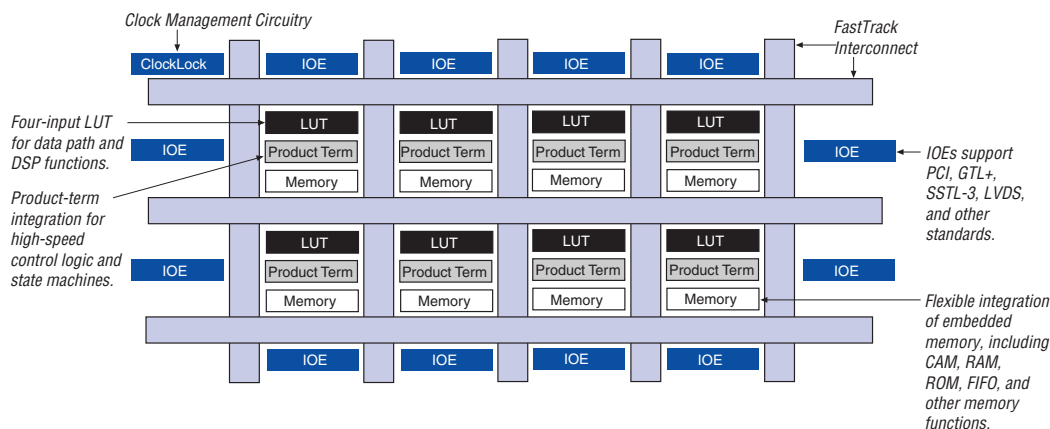 Clock Management Circuitry
FastTrack
Interconnect
ClockLock
IOE
IOE
IOE
IOE
Four-input LUT
for data path and
DSP functions.
LUT
LUT
LUT
LUT
IOE
Product Term
Product Term
Product Term
Product Term
IOE
IOEs support
PCI, GTL+,
SSTL-3, LVDS,
and other
standards.
Memory
Memory
Memory
Memory
Product-term
integration for
high-speed
control logic and
state machines.
LUT
LUT
LUT
LUT
IOE
Product Term
Product Term
Product Term
Product Term
IOE
Memory
Memory
Memory
Memory
Flexible integration
of embedded
memory, including
CAM, RAM,
ROM, FIFO, and
other memory
functions.
IOE
IOE
IOE
IOE